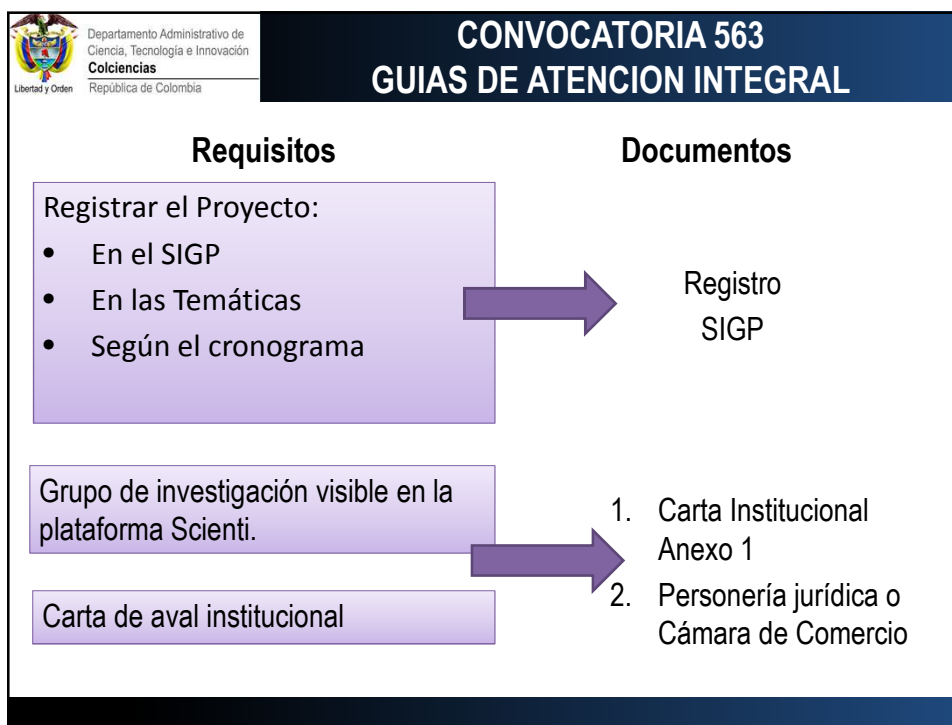 Departamento Administrativo de
Ciencia, Tecnología e Innovación
Colciencias
República de Colombia
Libertad y Orden
CONVOCATORIA 563
GUIAS DE ATENCION INTEGRAL
Requisitos
Documentos
Registrar el Proyecto:
• En el SIGP
• En las Temáticas
• Según el cronograma
Registro
SIGP
Grupo de investigación visible en la
plataforma Scienti.
Carta de aval institucional
1. Carta Institucional
Anexo 1
2. Personería jurídica o
Cámara de Comercio